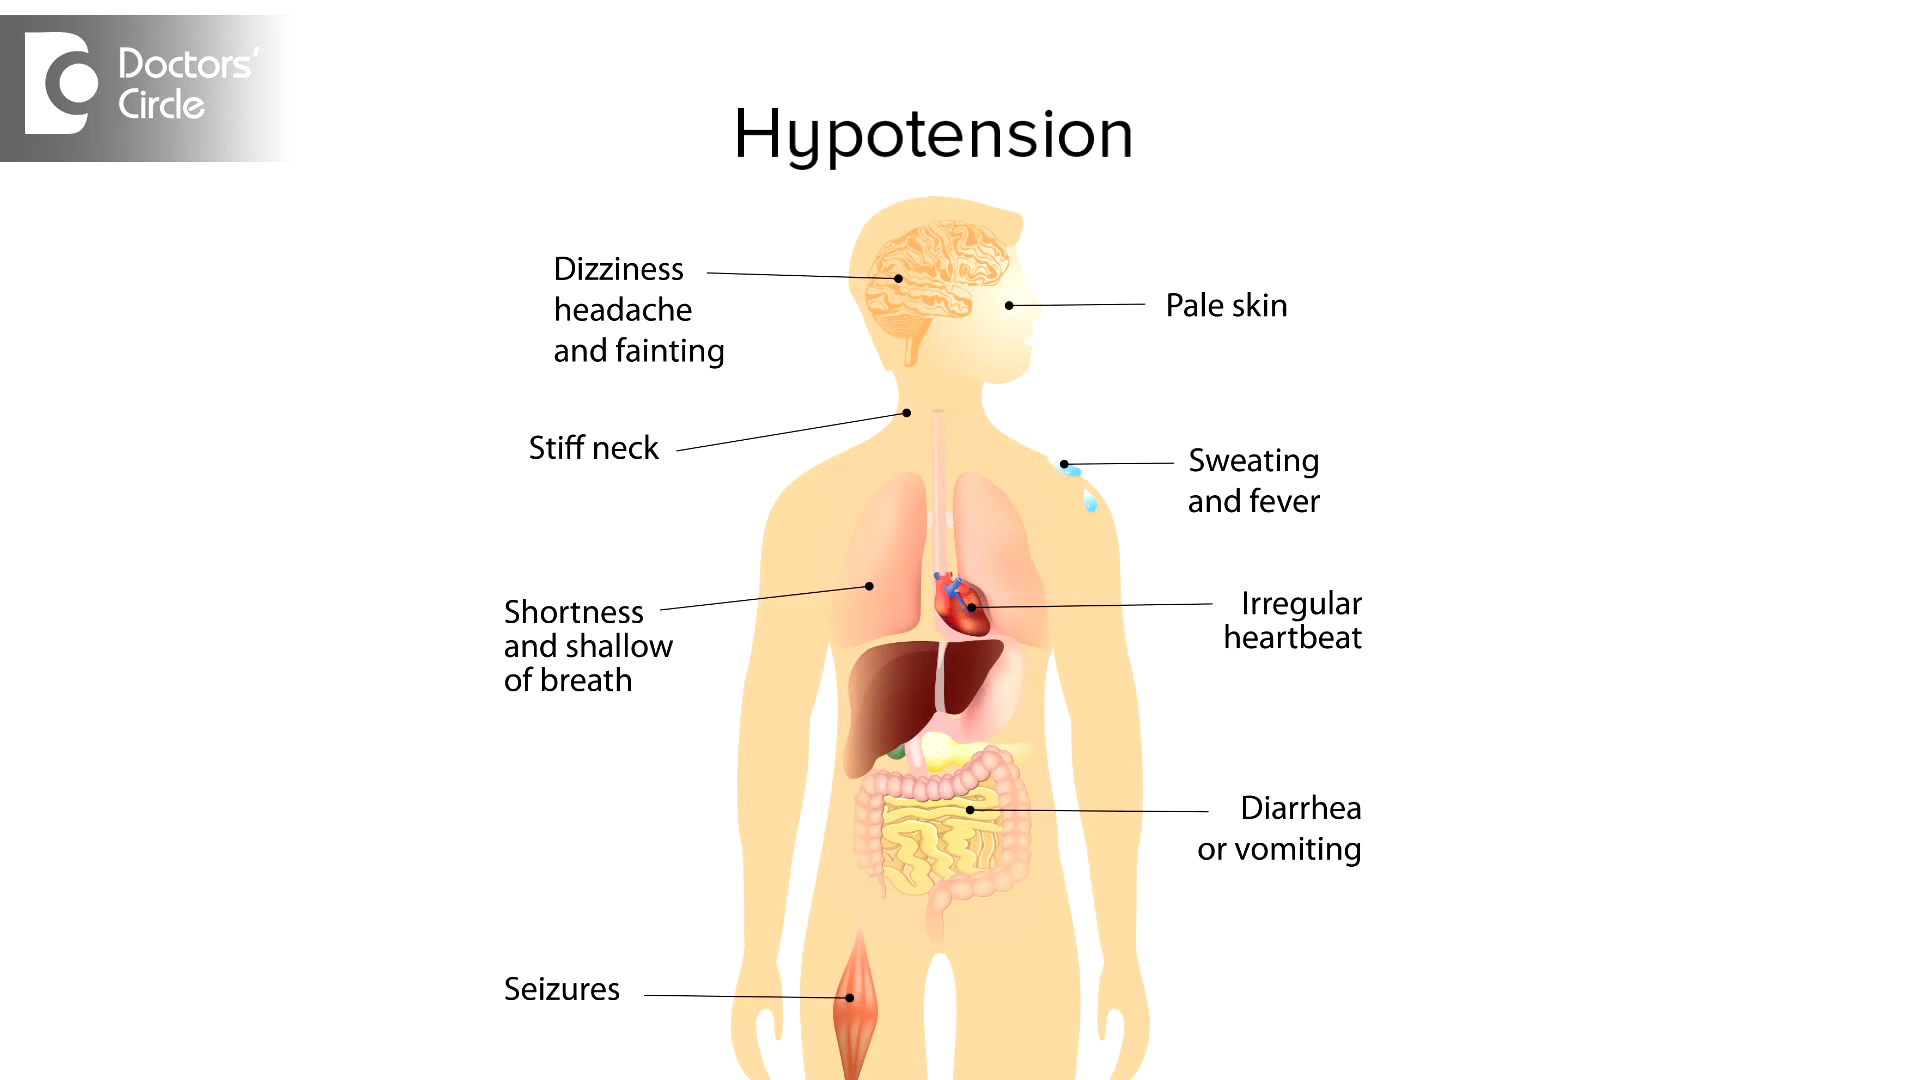 Doctors'
Circle
Hypotension
Dizziness
headache
and fainting
Pale skin
Stiff neck
Sweating
and fever
Shortness
and shallow
of breath
Irregular
heartbeat
Diarrhea
or vomiting
Seizures